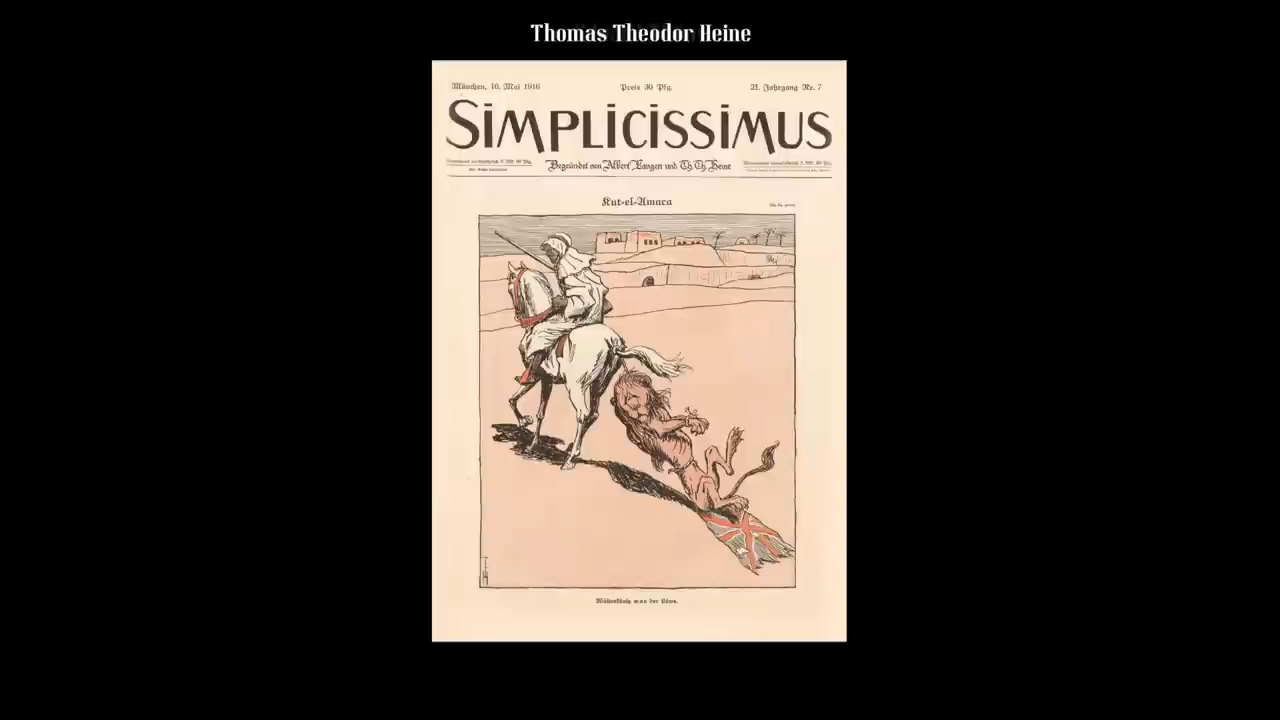 Thomas Theodor Heine
München, 16. Mai 1916 Preis 30 Pfg. 21. Jahrgang Nr. 7
SiMPLiCiSSiMUS
Begründet von Albert Langen und Th. Th. Heine
Kut-el-Amara
Wüstenkönig war der Löwe.